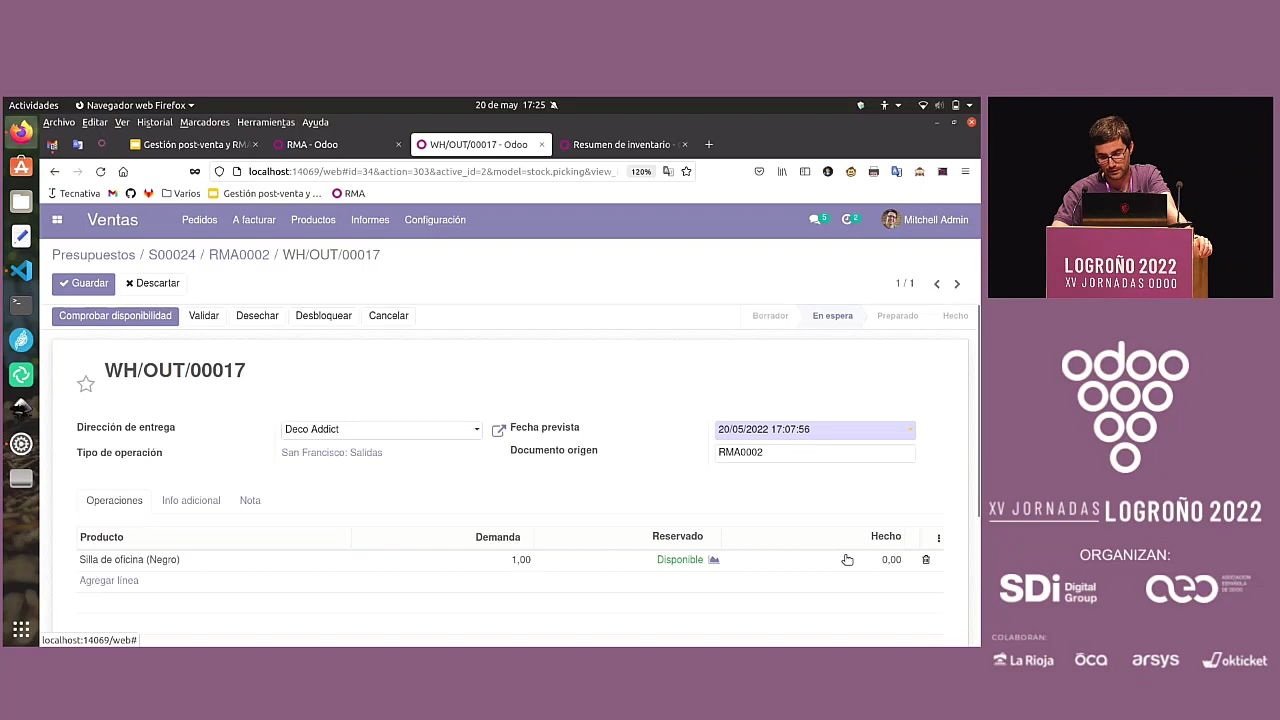 Actividades
Navegador web Firefox
20 de may 17:25
Archivo Editar Ver Historial Marcadores Herramientas Ayuda
Gestión post-venta y RMA
RMA - Odoo
WH/OUT/00017 - Odoo
Resumen de inventario -
localhost:14069/web#id=34&action=303&active_id=2&model=stock.picking&view_
120%
Tecnativa
Varios
Gestión post-venta y ···
RMA
Ventas
Pedidos
A facturar
Productos
Informes
Configuración
5
2
Mitchell Admin
Presupuestos / S00024 / RMA0002 / WH/OUT/00017
Guardar
Descartar
1 / 1
Comprobar disponibilidad
Validar
Desechar
Desbloquear
Cancelar
Borrador
En espera
Preparado
Hecho
WH/OUT/00017
Dirección de entrega
Deco Addict
Fecha prevista
20/05/2022 17:07:56
Tipo de operación
San Francisco: Salidas
Documento origen
RMA0002
Operaciones
Info adicional
Nota
Producto
Demanda
Reservado
Hecho
Silla de oficina (Negro)
1,00
Disponible
0,00
Agregar línea
localhost:14069/web#
LOGROÑO 2022
XV JORNADAS ODOO
odoo
XV JORNADAS LOGROÑO 2022
ORGANIZAN:
SDi Digital
Group
aeo ASOCIACIÓN
ESPAÑOLA
DE ODOO
COLABORAN:
La Rioja
oca
arsys
okticket